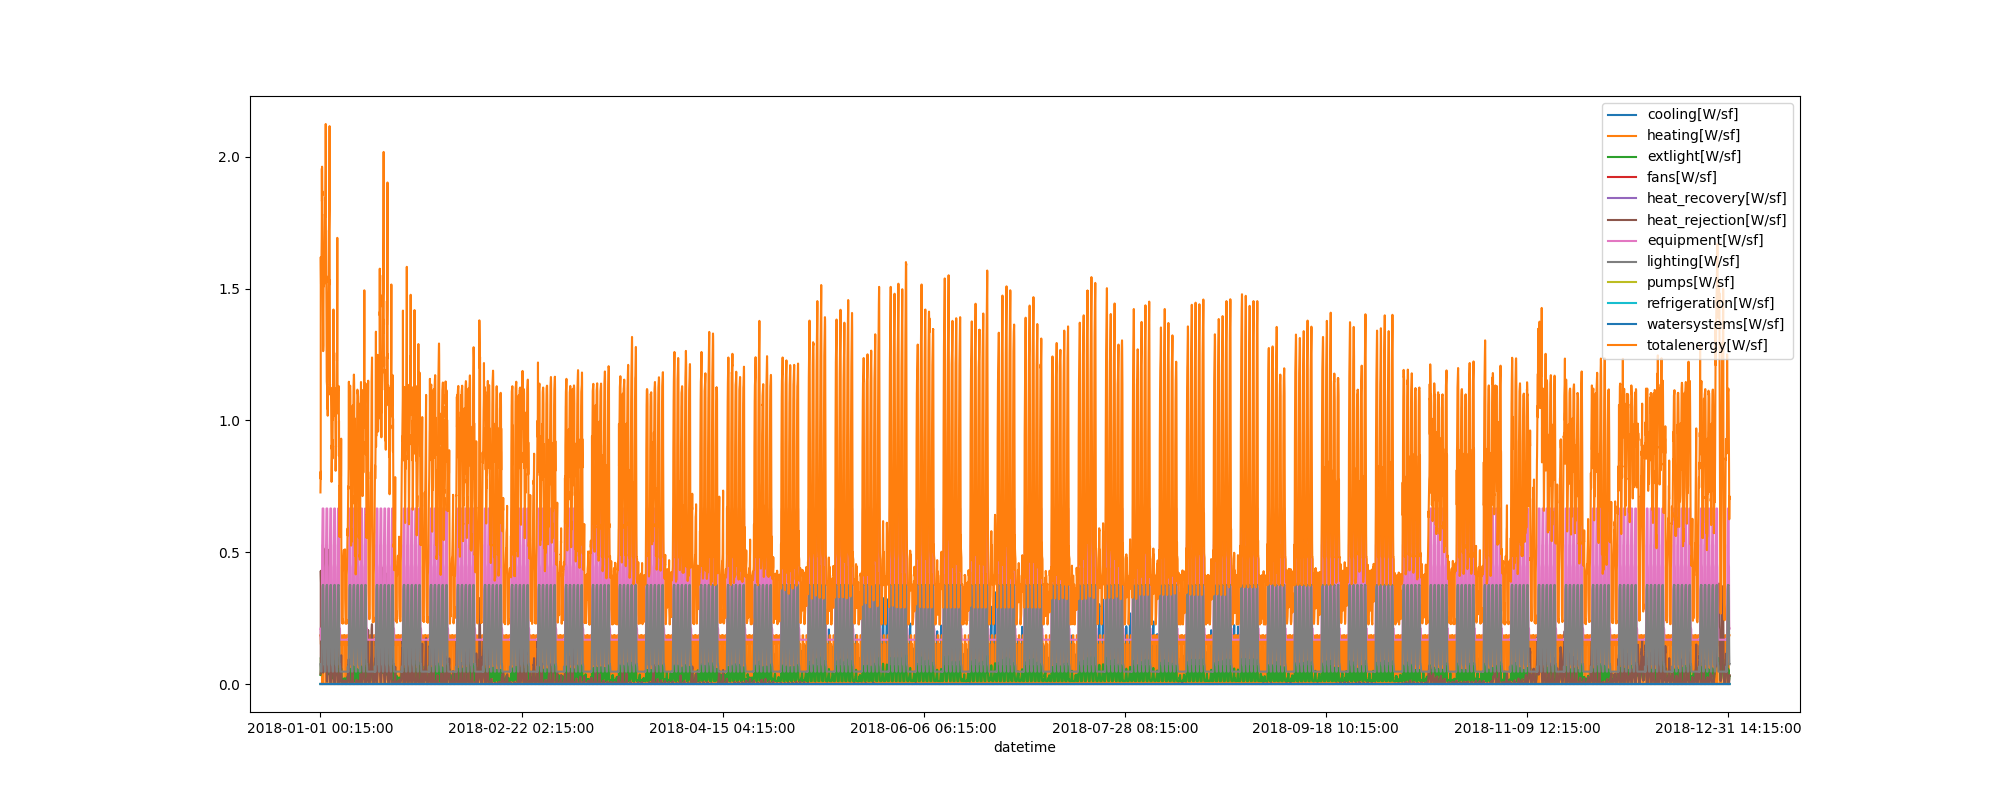 cooling[W/sf]
heating[W/sf]
extlight[W/sf]
fans[W/sf]
heat_recovery[W/sf]
heat_rejection[W/sf]
equipment[W/sf]
lighting[W/sf]
pumps[W/sf]
refrigeration[W/sf]
watersystems[W/sf]
totalenergy[W/sf]
2.0
1.5
1.0
0.5
0.0
2018-01-01 00:15:00 2018-02-22 02:15:00 2018-04-15 04:15:00 2018-06-06 06:15:00 2018-07-28 08:15:00 2018-09-18 10:15:00 2018-11-09 12:15:00 2018-12-31 14:15:00
datetime